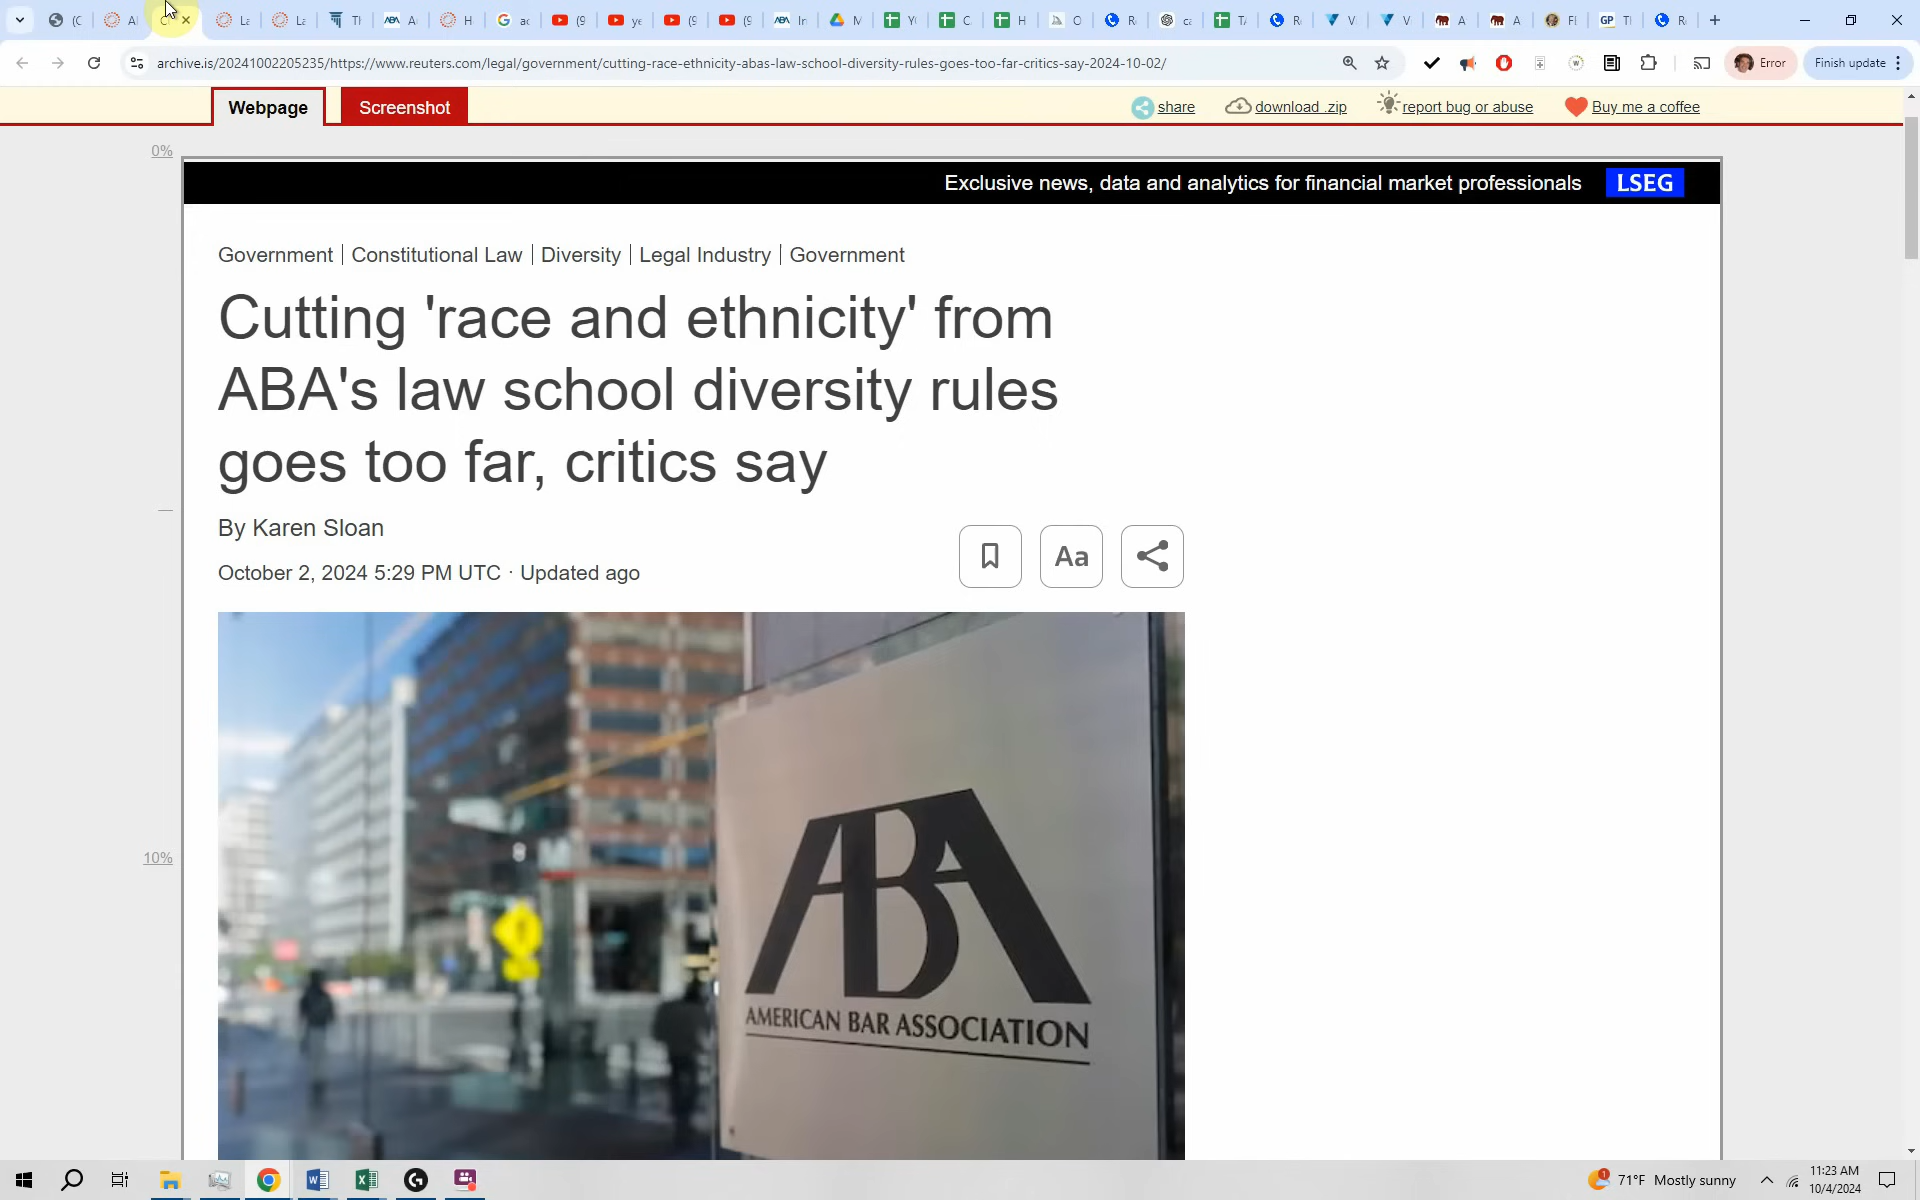 archive.is/20241002205235/https://www.reuters.com/legal/government/cutting-race-ethnicity-abas-law-school-diversity-rules-goes-too-far-critics-say-2024-10-02/
Error
Finish update
Webpage
Screenshot
share
download .zip
report bug or abuse
Buy me a coffee
0%
Exclusive news, data and analytics for financial market professionals
LSEG
Government | Constitutional Law | Diversity | Legal Industry | Government
Cutting 'race and ethnicity' from
ABA's law school diversity rules
goes too far, critics say
By Karen Sloan
October 2, 2024 5:29 PM UTC · Updated ago
Aa
10%
ABA
AMERICAN BAR ASSOCIATION
71°F Mostly sunny
11:23 AM
10/4/2024